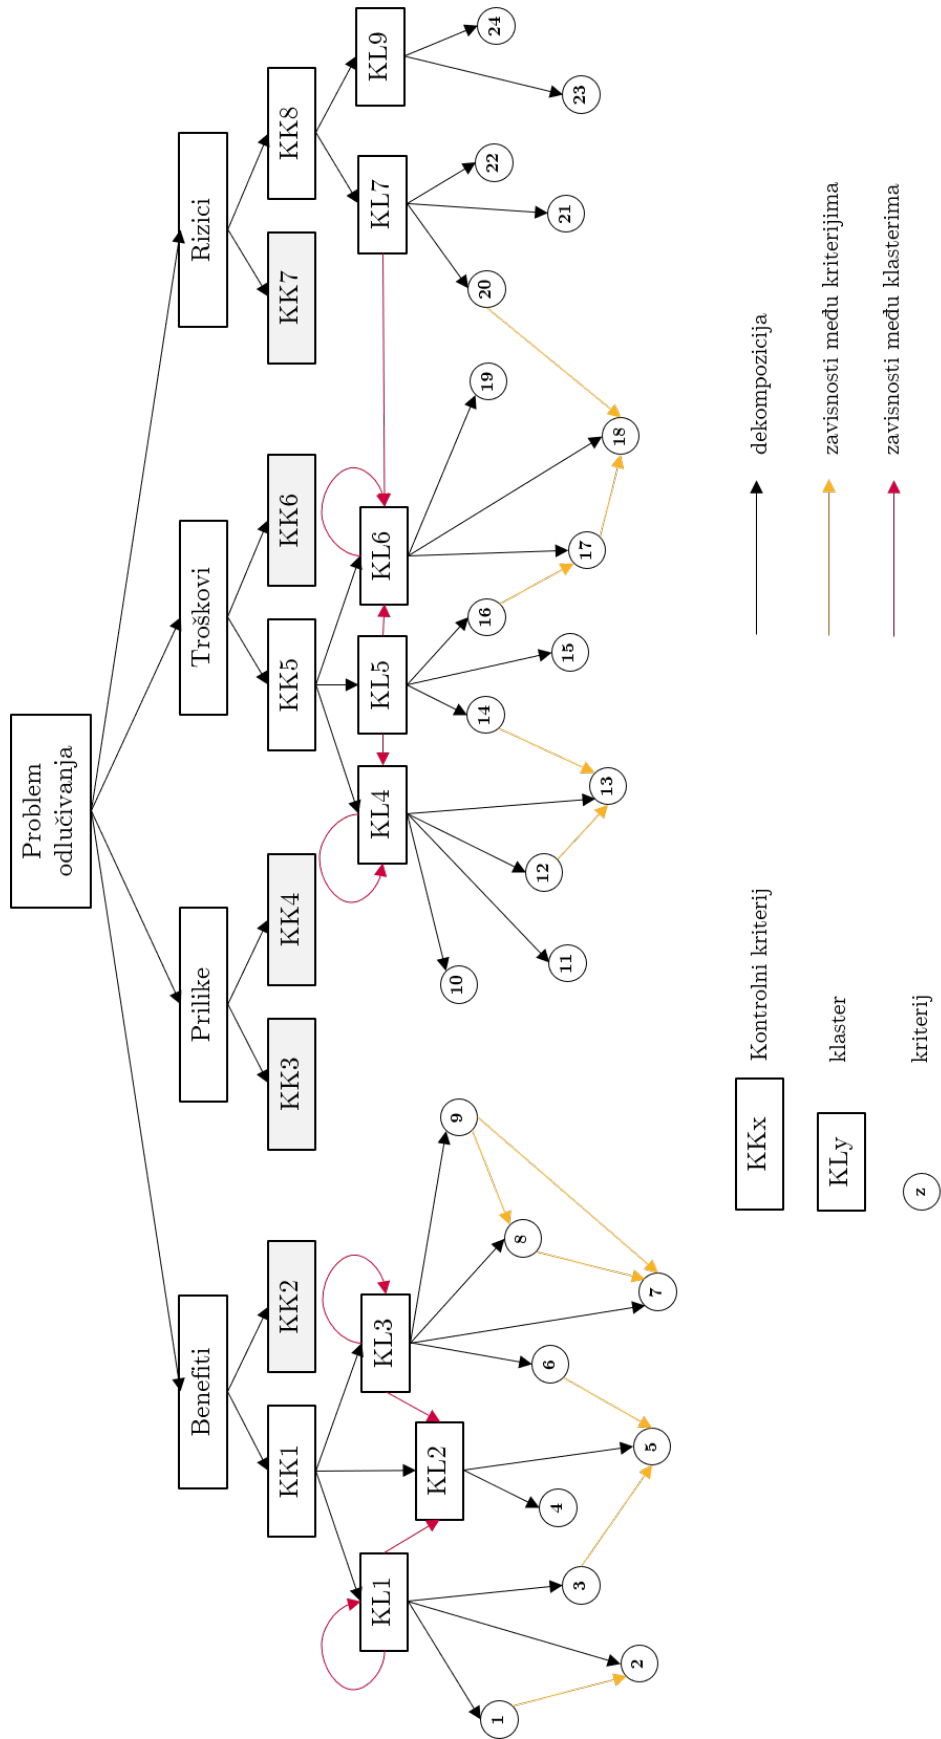 Problem
odlučivanja
Benefiti
Prilike
Troškovi
Rizici
KK1
KK2
KK3
KK4
KK5
KK6
KK7
KK8
KL1
KL2
KL3
KL4
KL5
KL6
KL7
KL9
1
2
3
4
5
6
7
8
9
10
11
12
13
14
15
16
17
18
19
20
21
22
23
24
KKx
Kontrolni kriterij
KLy
klaster
z
kriterij
dekompozicija
zavisnosti među kriterijima
zavisnosti među klasterima